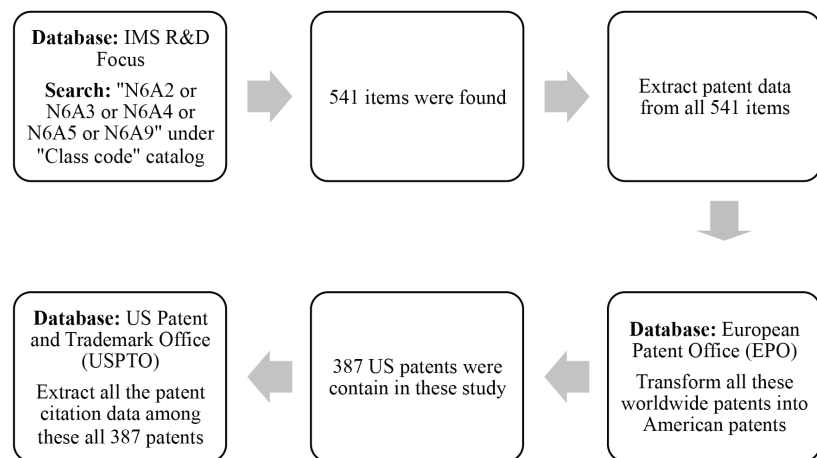 Database: IMS R&D
Focus
Search: "N6A2 or
N6A3 or N6A4 or
N6A5 or N6A9" under
"Class code" catalog
541 items were found
Extract patent data
from all 541 items
Database: European
Patent Office (EPO)
Transform all these
worldwide patents into
American patents
387 US patents were
contain in these study
Database: US Patent
and Trademark Office
(USPTO)
Extract all the patent
citation data among
these all 387 patents